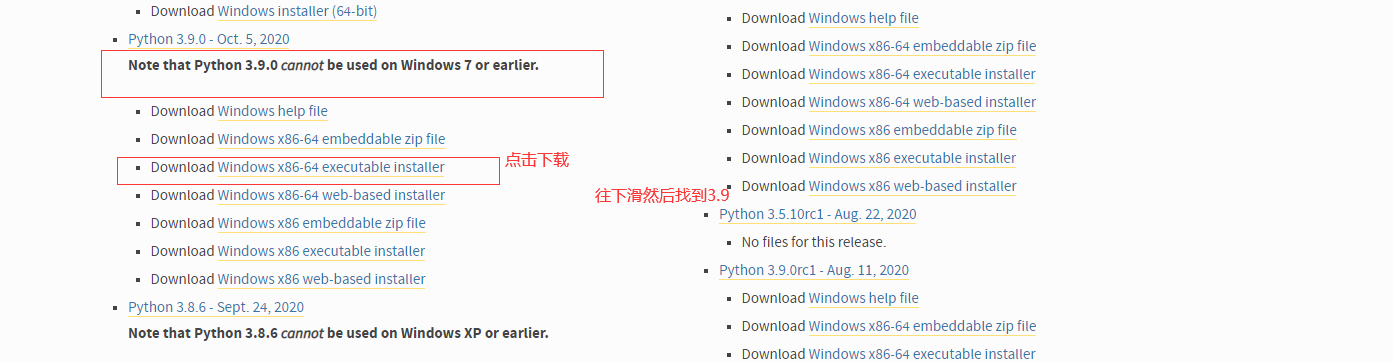 Download Windows installer (64-bit)
Python 3.9.0 - Oct. 5, 2020
Note that Python 3.9.0 cannot be used on Windows 7 or earlier.
Download Windows help file
Download Windows x86-64 embeddable zip file
Download Windows x86-64 executable installer
点击下载
Download Windows x86-64 web-based installer
Download Windows x86 embeddable zip file
Download Windows x86 executable installer
Download Windows x86 web-based installer
Python 3.8.6 - Sept. 24, 2020
Note that Python 3.8.6 cannot be used on Windows XP or earlier.
往下滑然后找到3.9
Download Windows help file
Download Windows x86-64 embeddable zip file
Download Windows x86-64 executable installer
Download Windows x86-64 web-based installer
Download Windows x86 embeddable zip file
Download Windows x86 executable installer
Download Windows x86 web-based installer
Python 3.5.10rc1 - Aug. 22, 2020
No files for this release.
Python 3.9.0rc1 - Aug. 11, 2020
Download Windows help file
Download Windows x86-64 embeddable zip file
Download Windows x86-64 executable installer